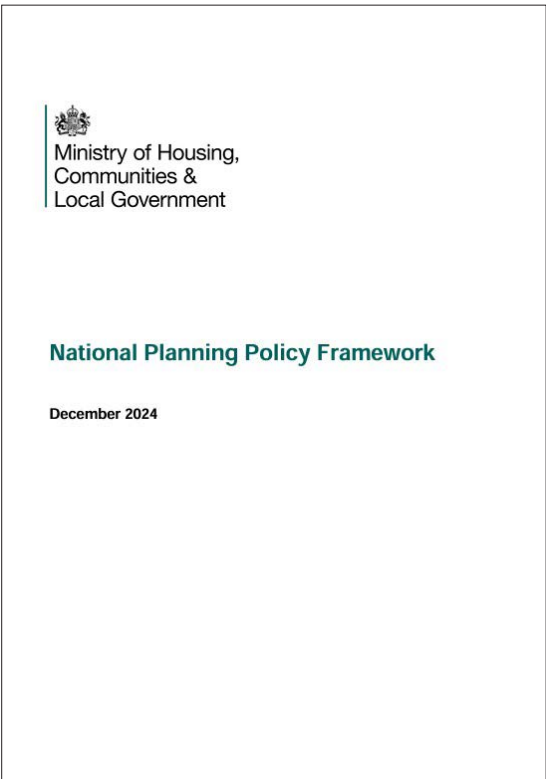 Ministry of Housing,
Communities &
Local Government
National Planning Policy Framework
December 2024